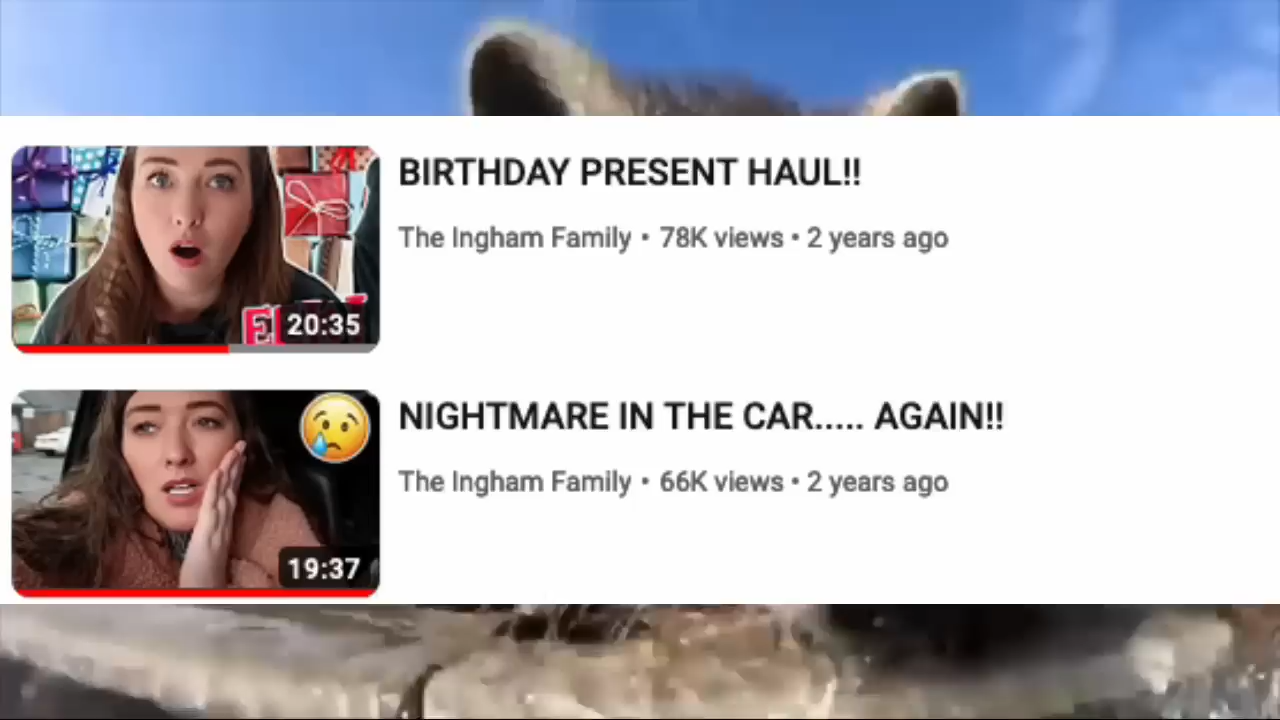 BIRTHDAY PRESENT HAUL!!
The Ingham Family • 78K views • 2 years ago
20:35
NIGHTMARE IN THE CAR..... AGAIN!!
The Ingham Family • 66K views • 2 years ago
19:37